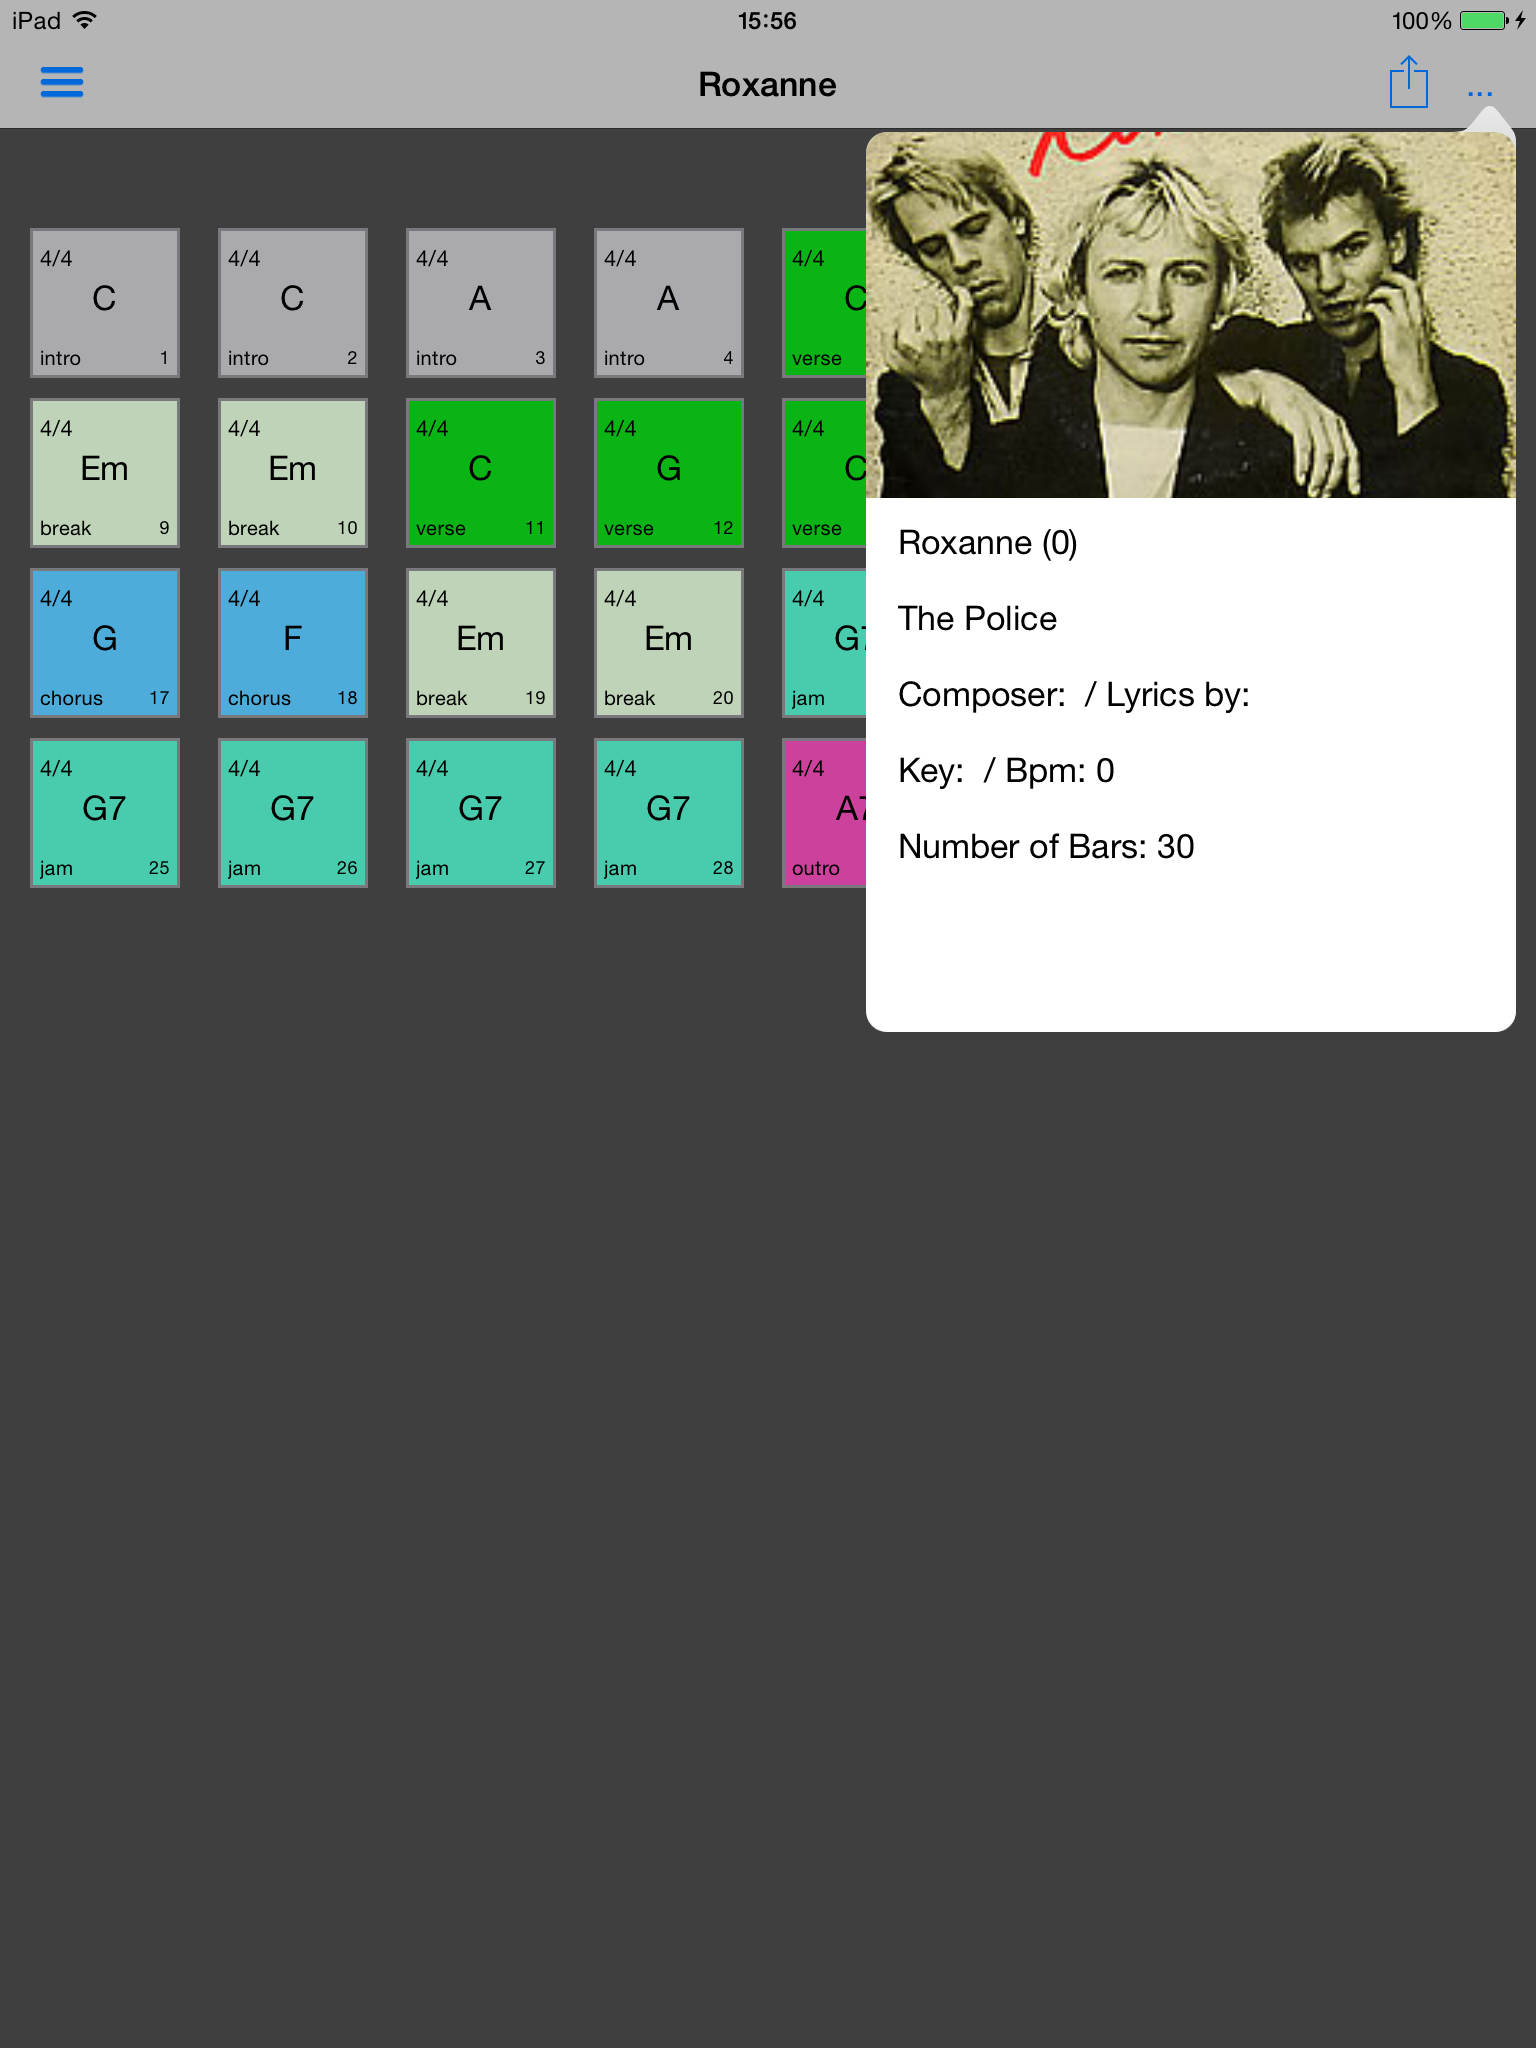 iPad 15:56 100%
Roxanne ...
4/4 4/4 4/4 4/4 4/4
C C A A C
intro 1 intro 2 intro 3 intro 4 verse
4/4 4/4 4/4 4/4 4/4
Em Em C G C
break 9 break 10 verse 11 verse 12 verse
4/4 4/4 4/4 4/4 4/4
G F Em Em G7
chorus 17 chorus 18 break 19 break 20 jam
4/4 4/4 4/4 4/4 4/4
G7 G7 G7 G7 A7
jam 25 jam 26 jam 27 jam 28 outro
Roxanne (0)
The Police
Composer:  / Lyrics by:
Key:  / Bpm: 0
Number of Bars: 30